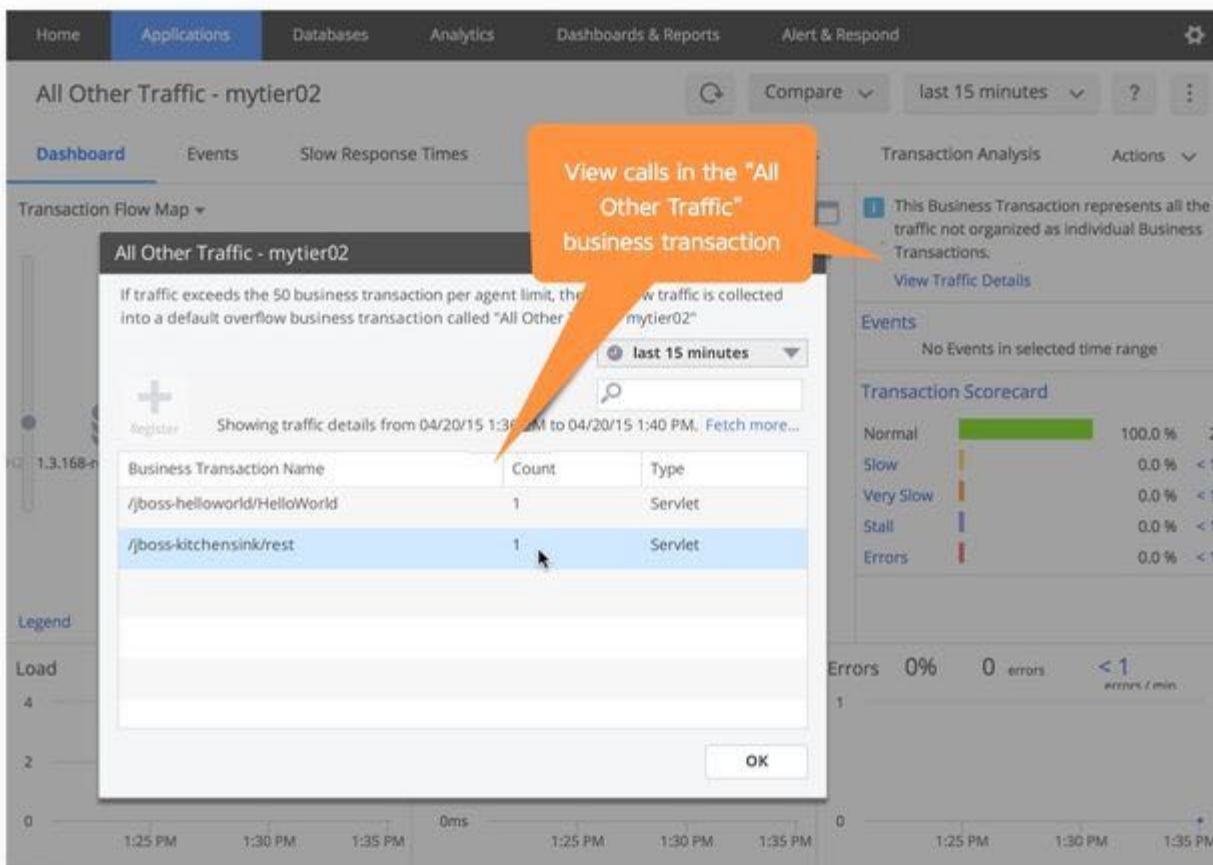 Home Applications Databases Analytics Dashboards & Reports Alert & Respond
All Other Traffic - mytier02 Compare last 15 minutes ?
Dashboard Events Slow Response Times Transaction Analysis Actions
View calls in the "All
Other Traffic"
business transaction
Transaction Flow Map
This Business Transaction represents all the
traffic not organized as individual Business
Transactions.
View Traffic Details
Events
No Events in selected time range
Transaction Scorecard
Normal 100.0 % 2
Slow 0.0 % < 1
Very Slow 0.0 % < 1
Stall 0.0 % < 1
Errors 0.0 % < 1
1.3.168-
Legend
All Other Traffic - mytier02
If traffic exceeds the 50 business transaction per agent limit, the w traffic is collected
into a default overflow business transaction called "All Other mytier02"
last 15 minutes
Register
Showing traffic details from 04/20/15 1:3 M to 04/20/15 1:40 PM. Fetch more...
Business Transaction Name Count Type
/jboss-helloworld/HelloWorld 1 Servlet
/jboss-kitchensink/rest 1 Servlet
OK
Load
4
2
0
1:25 PM 1:30 PM 1:35 PM
0ms
1:25 PM 1:30 PM 1:35 PM
Errors 0% 0 errors < 1
errors / min
1
0
1:25 PM 1:30 PM 1:35 PM